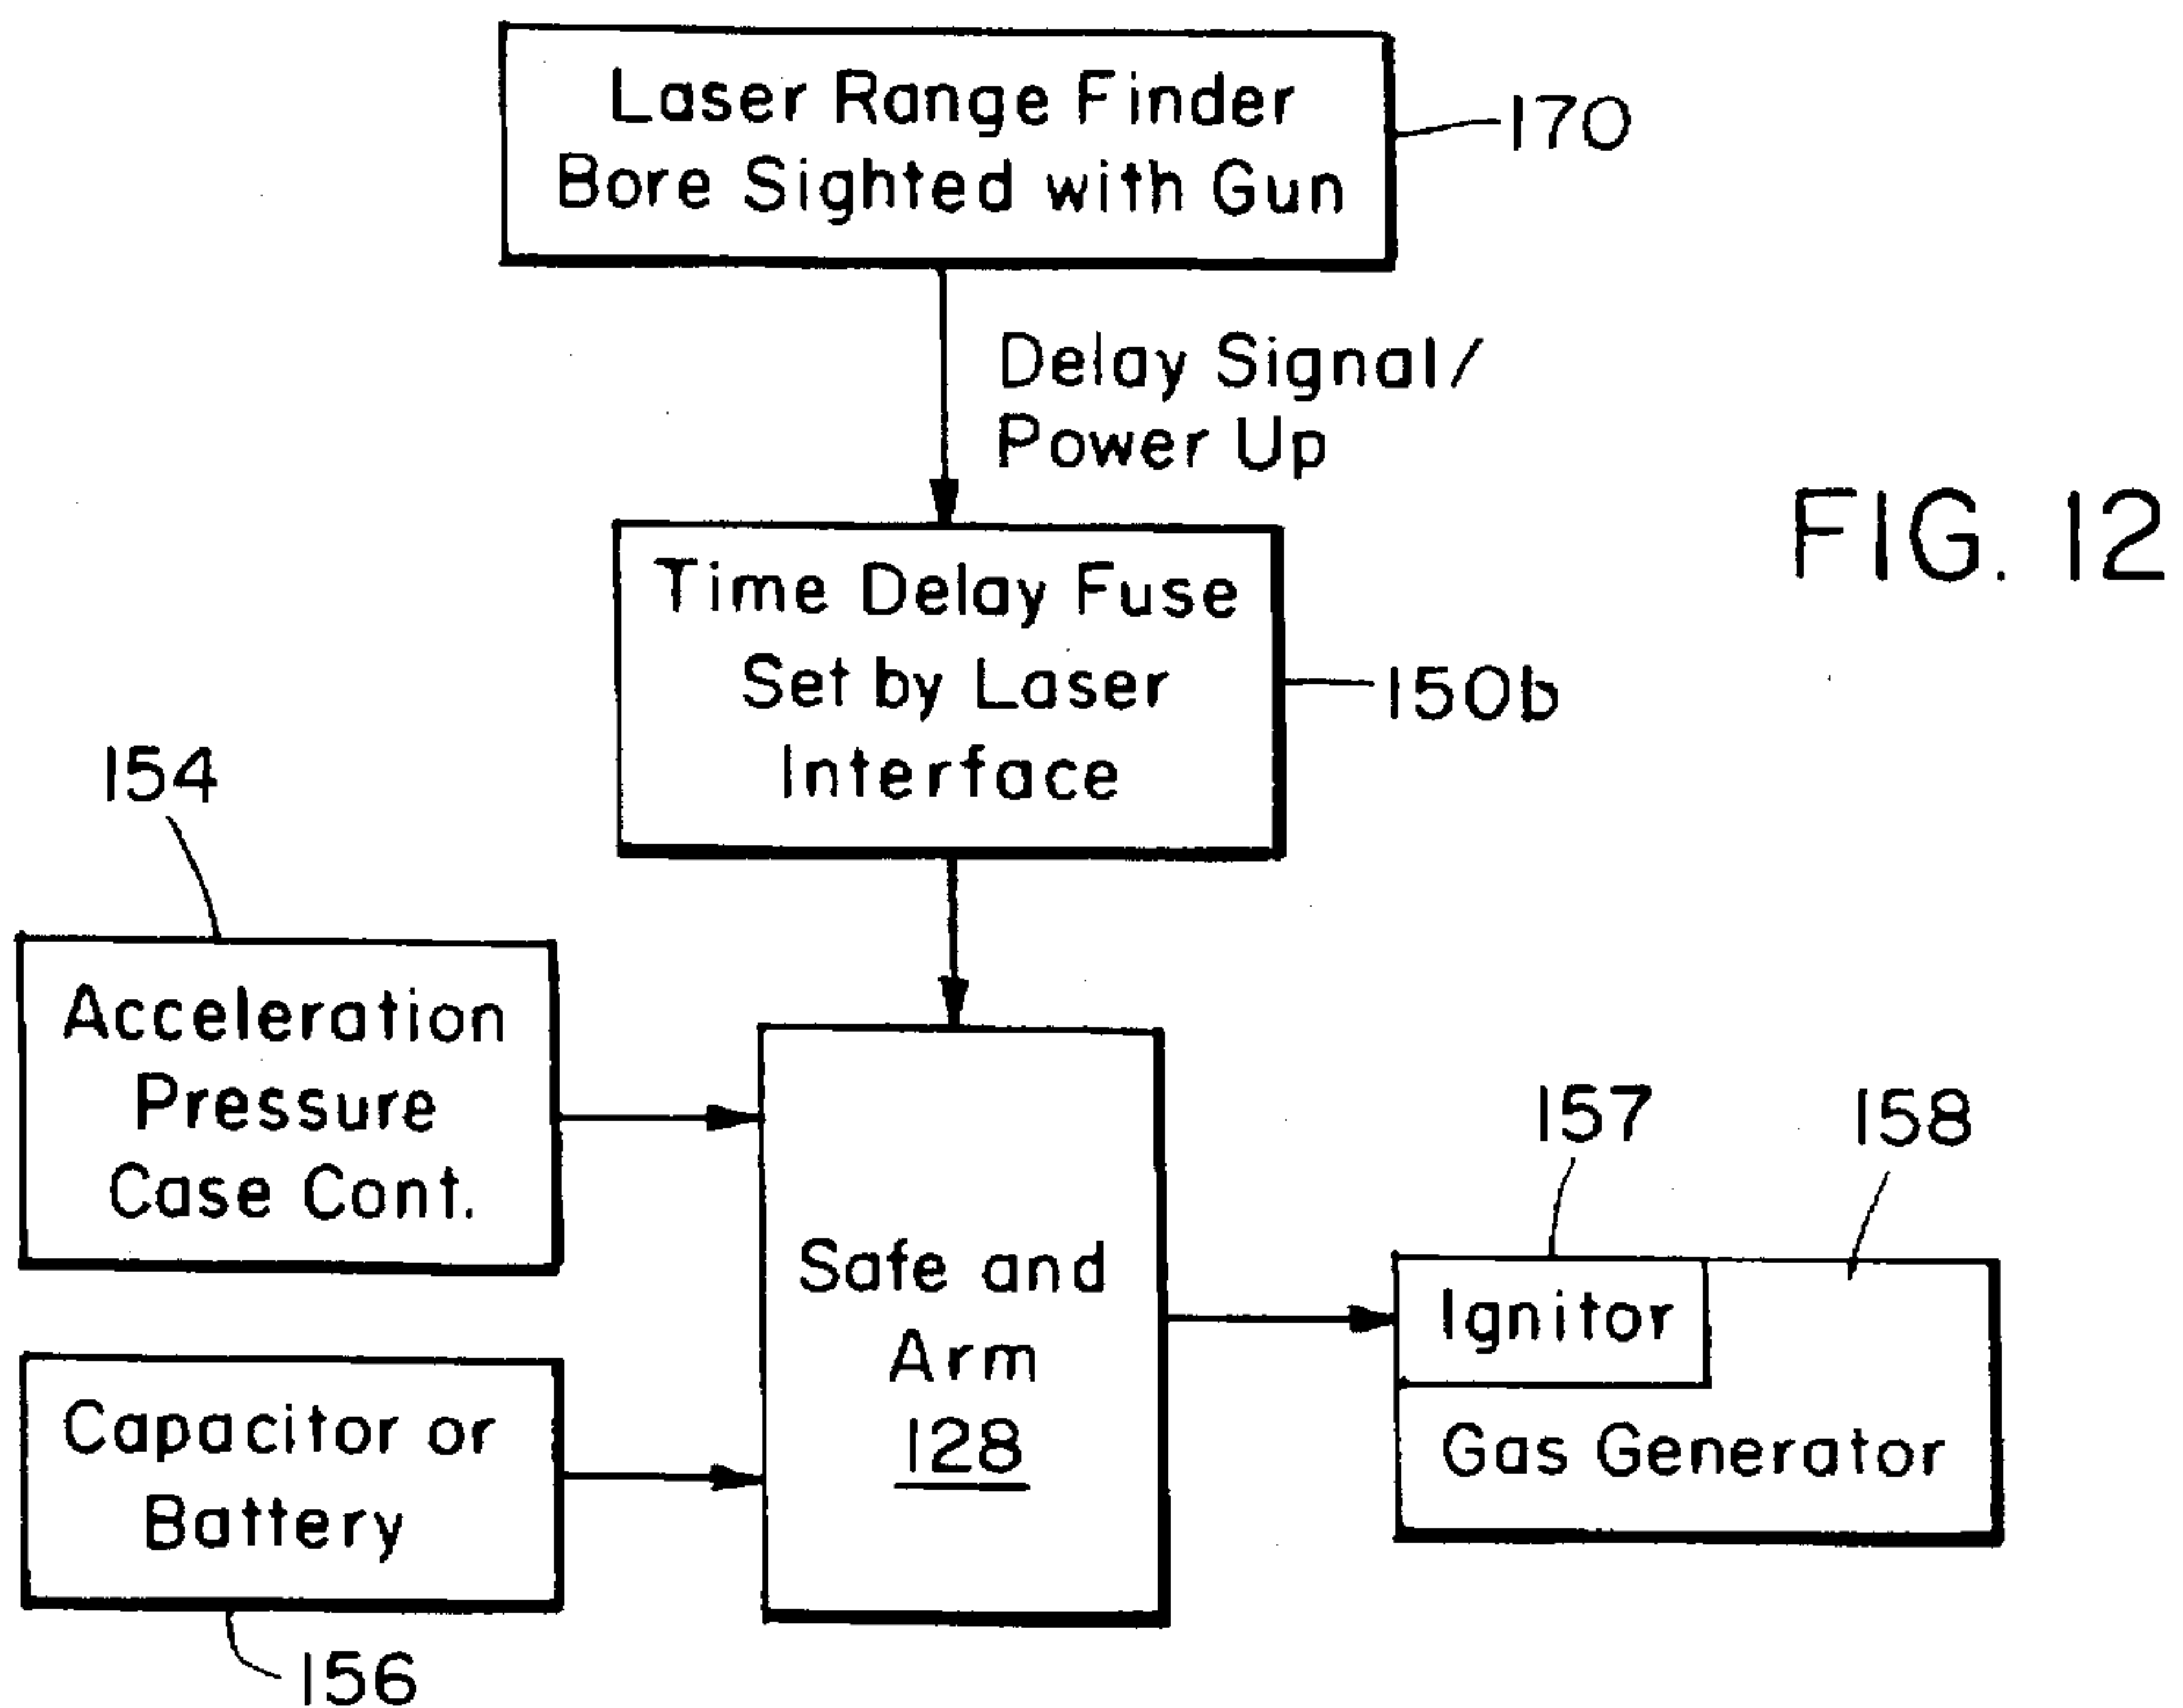 Laser Range Finder
Bore Sighted with Gun
170
Delay Signal/
Power Up
FIG. 12
Time Delay Fuse
Set by Laser
Interface
150b
154
Acceleration
Pressure
Case Cont.
Safe and
Arm
128
157
158
Ignitor
Gas Generator
Capacitor or
Battery
156